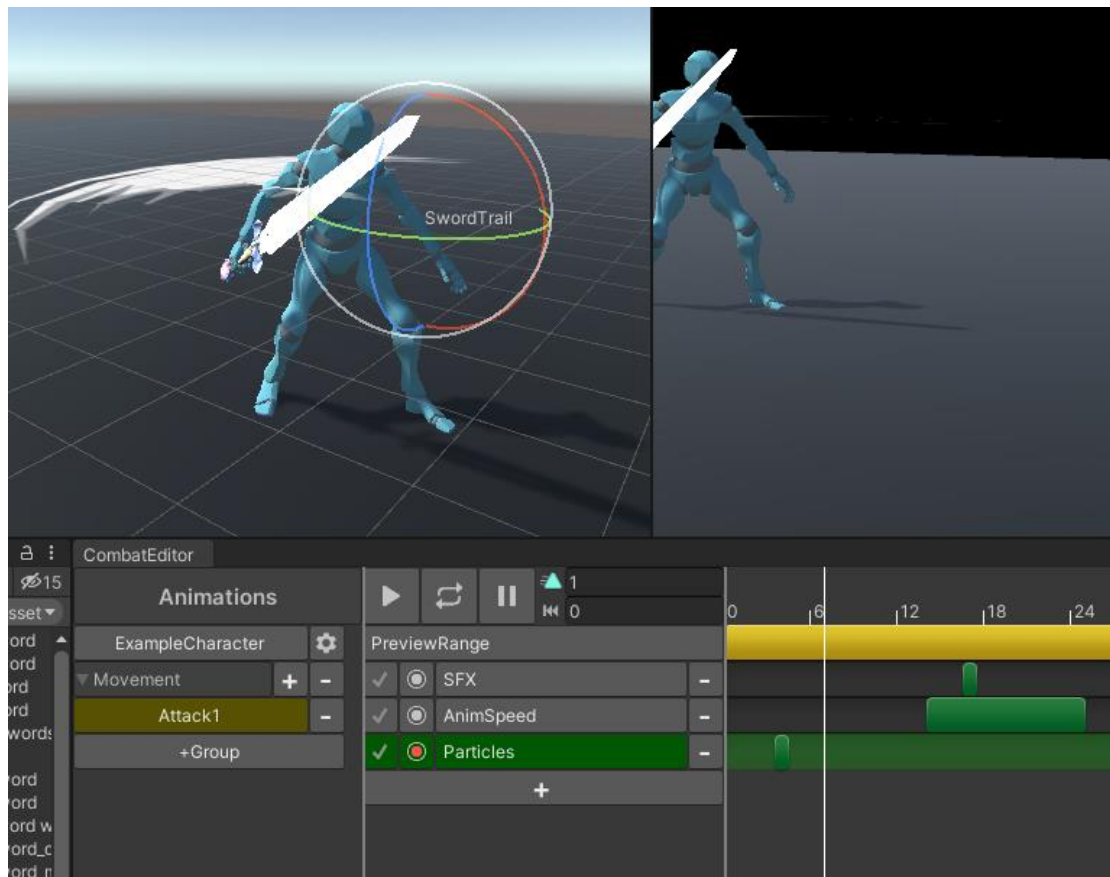 SwordTrail
CombatEditor
15
Animations
1
0
0 6 12 18 24
ExampleCharacter
PreviewRange
Movement + -
SFX -
Attack1 -
AnimSpeed -
+Group
Particles -
+